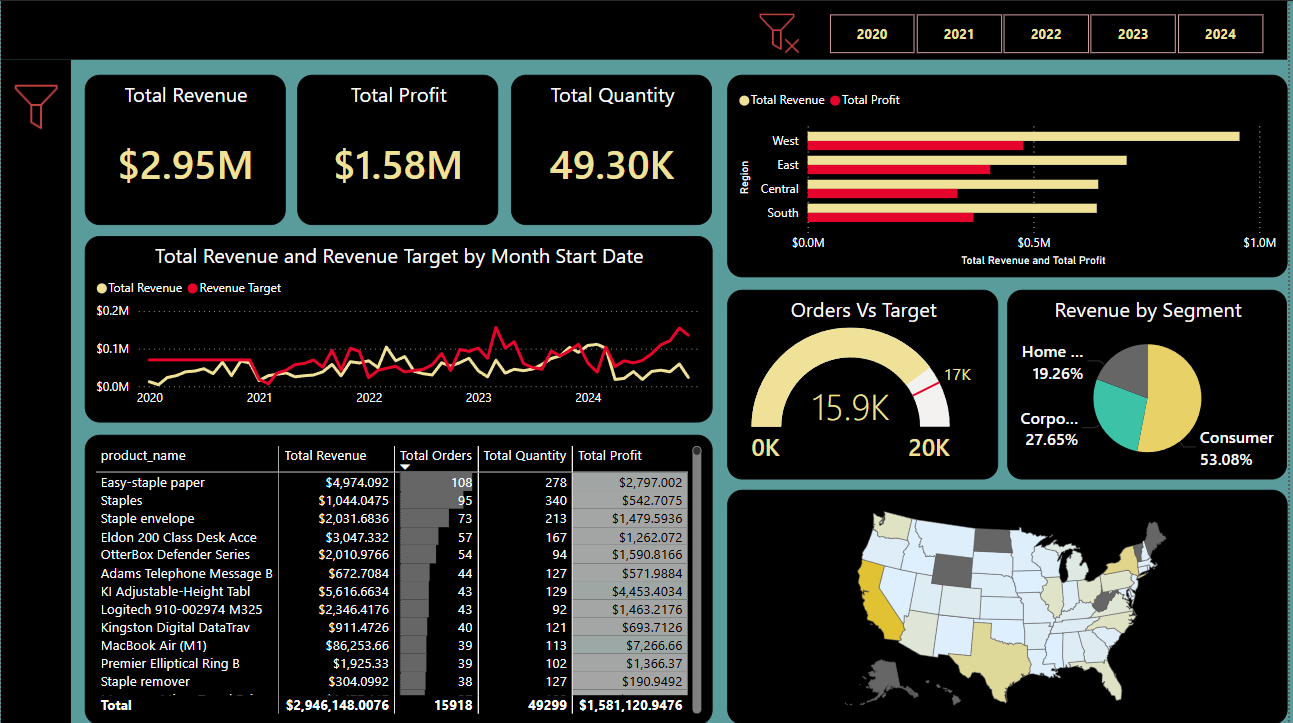 2020 2021 2022 2023 2024
Total Revenue
$2.95M
Total Profit
$1.58M
Total Quantity
49.30K
Total Revenue Total Profit
Region
West
East
Central
South
$0.0M $0.5M $1.0M
Total Revenue and Total Profit
Total Revenue and Revenue Target by Month Start Date
Total Revenue Revenue Target
$0.2M
$0.1M
$0.0M
2020 2021 2022 2023 2024
Orders Vs Target
17K
15.9K
0K 20K
Revenue by Segment
Home ...
19.26%
Corpo...
27.65%
Consumer
53.08%
product_name Total Revenue Total Orders Total Quantity Total Profit
Easy-staple paper $4,974.092 108 278 $2,797.002
Staples $1,044.0475 95 340 $542.7075
Staple envelope $2,031.6836 73 213 $1,479.5936
Eldon 200 Class Desk Acce $3,047.332 57 167 $1,262.072
OtterBox Defender Series $2,010.9766 54 94 $1,590.8166
Adams Telephone Message B $672.7084 44 127 $571.9884
KI Adjustable-Height Tabl $5,616.6634 43 129 $4,453.4034
Logitech 910-002974 M325 $2,346.4176 43 92 $1,463.2176
Kingston Digital DataTrav $911.4726 40 121 $693.7126
MacBook Air (M1) $86,253.66 39 113 $7,266.66
Premier Elliptical Ring B $1,925.33 39 102 $1,366.37
Staple remover $304.0992 38 127 $190.9492
Total $2,946,148.0076 15918 49299 $1,581,120.9476